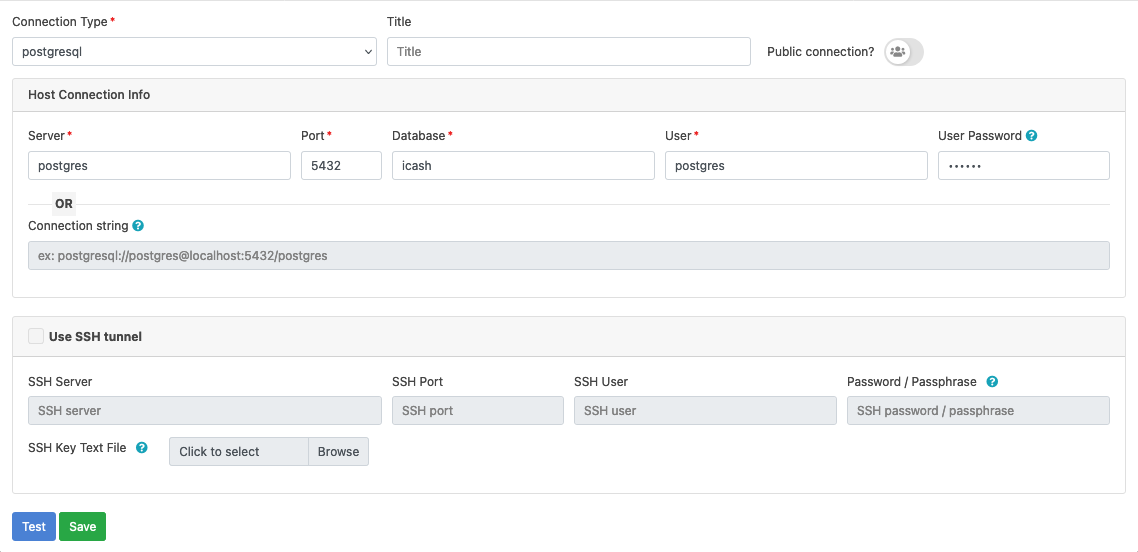 Connection Type *
Title
postgresql
Title
Public connection?
Host Connection Info
Server *
Port *
Database *
User *
User Password ?
postgres
5432
icash
postgres
••••••
OR
Connection string ?
ex: postgresql://postgres@localhost:5432/postgres
Use SSH tunnel
SSH Server
SSH Port
SSH User
Password / Passphrase ?
SSH server
SSH port
SSH user
SSH password / passphrase
SSH Key Text File ?
Click to select
Browse
Test
Save